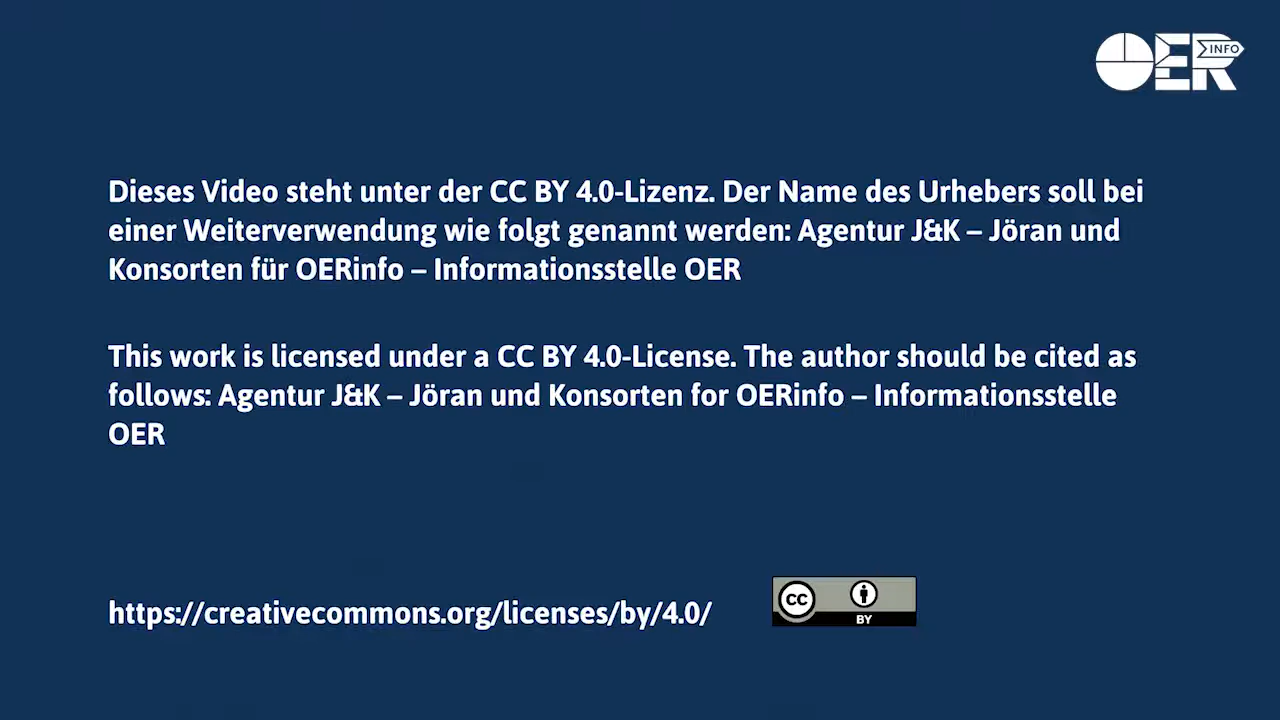 OER INFO
Dieses Video steht unter der CC BY 4.0-Lizenz. Der Name des Urhebers soll bei
einer Weiterverwendung wie folgt genannt werden: Agentur J&K – Jöran und
Konsorten für OERinfo – Informationsstelle OER
This work is licensed under a CC BY 4.0-License. The author should be cited as
follows: Agentur J&K – Jöran und Konsorten for OERinfo – Informationsstelle
OER
https://creativecommons.org/licenses/by/4.0/
cc
BY